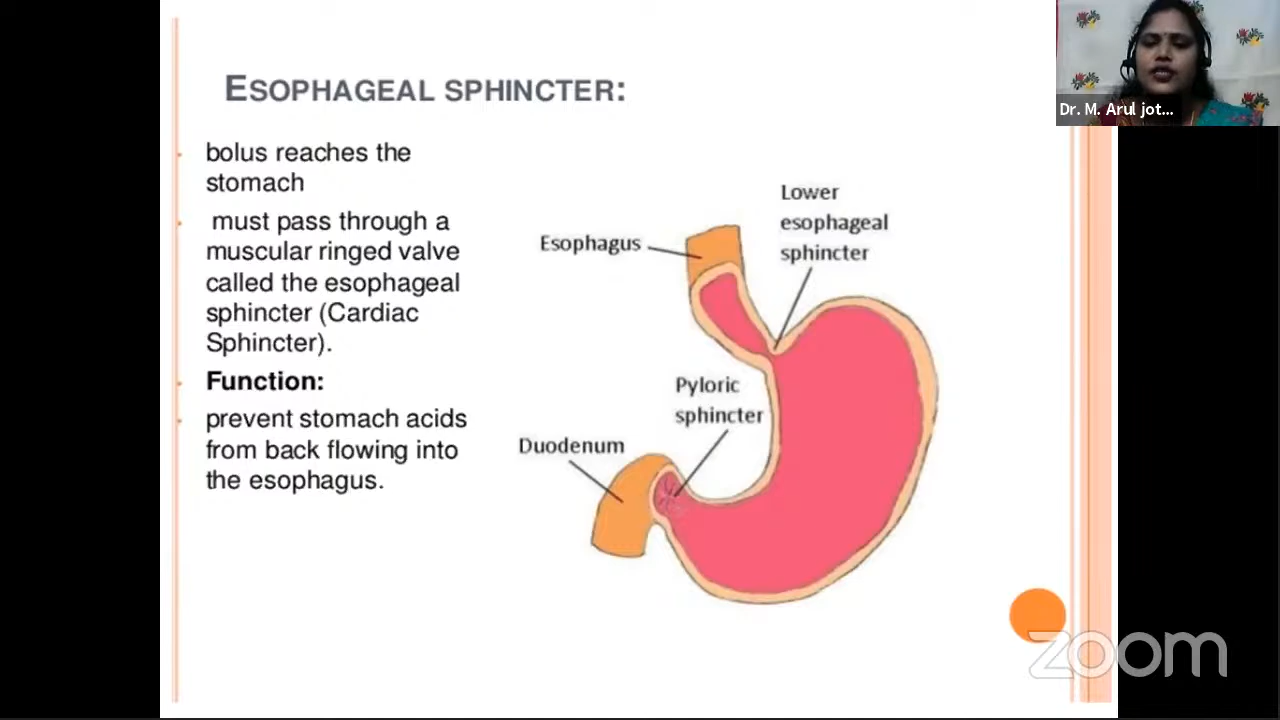 ESOPHAGEAL SPHINCTER:
bolus reaches the
stomach
must pass through a
muscular ringed valve
called the esophageal
sphincter (Cardiac
Sphincter).
Function:
prevent stomach acids
from back flowing into
the esophagus.
Lower
esophageal
sphincter
Esophagus
Pyloric
sphincter
Duodenum
Dr. M. Arul jot...
zoom